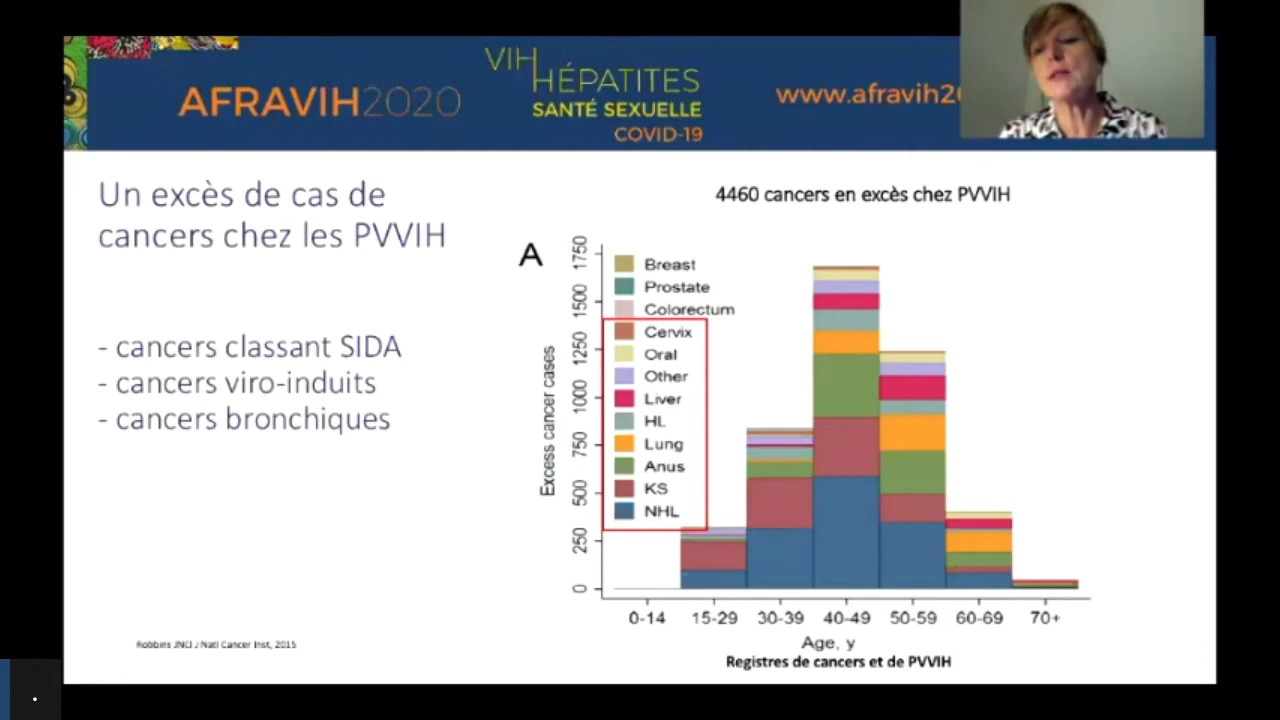 AFRAVIH2020
VIH
HÉPATITES
SANTÉ SEXUELLE
COVID-19
www.afravih20
Un excès de cas de
cancers chez les PVVIH
- cancers classant SIDA
- cancers viro-induits
- cancers bronchiques
Robbins JNCI J Natl Cancer Inst, 2015
4460 cancers en excès chez PVVIH
A
Excess cancer cases
1750
1500
1250
1000
750
500
250
0
Breast
Prostate
Colorectum
Cervix
Oral
Other
Liver
HL
Lung
Anus
KS
NHL
0-14 15-29 30-39 40-49 50-59 60-69 70+
Age, y
Registres de cancers et de PVVIH